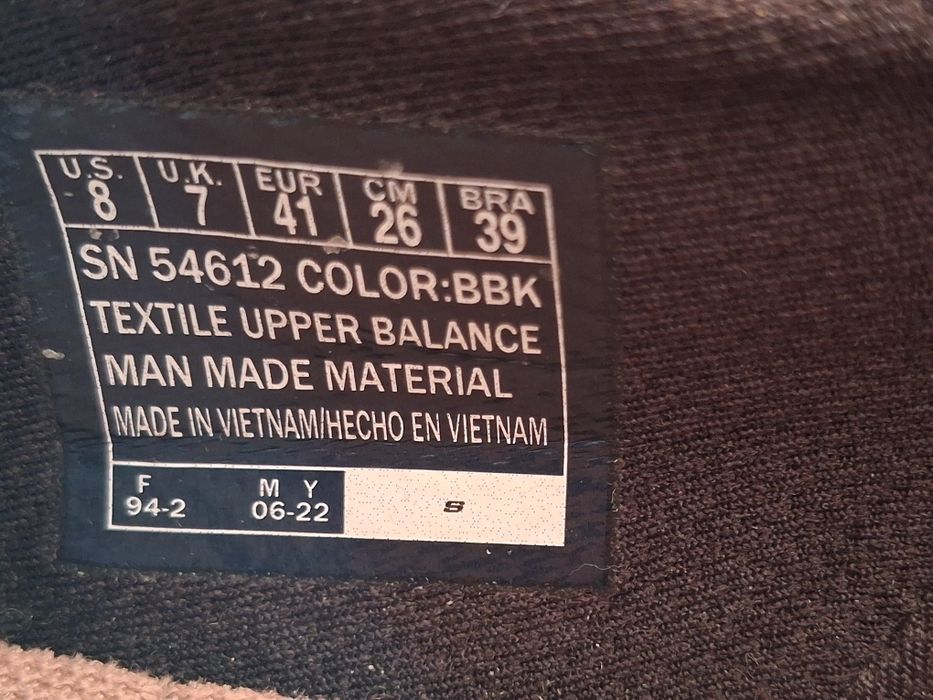 U.S. U.K. EUR CM BRA
8 7 41 26 39
SN 54612 COLOR:BBK
TEXTILE UPPER BALANCE
MAN MADE MATERIAL
MADE IN VIETNAM/HECHO EN VIETNAM
F M Y
94-2 06-22
S